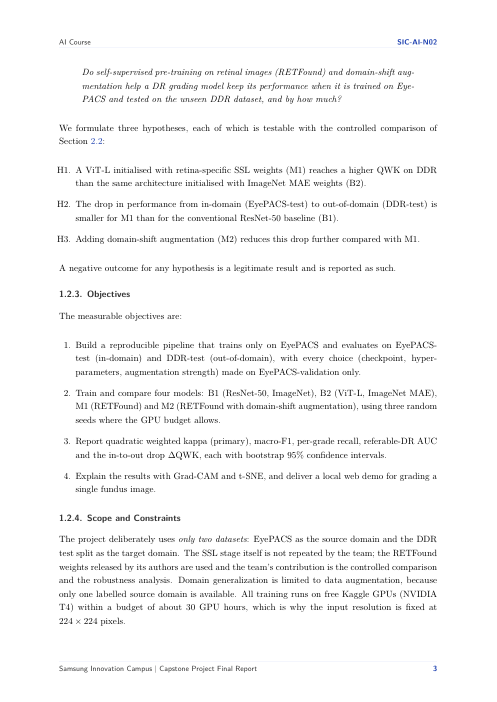 AI Course
SIC-AI-N02
Do self-supervised pre-training on retinal images (RETFound) and domain-shift aug-
mentation help a DR grading model keep its performance when it is trained on Eye-
PACS and tested on the unseen DDR dataset, and by how much?
We formulate three hypotheses, each of which is testable with the controlled comparison of
Section 2.2:
H1. A ViT-L initialised with retina-specific SSL weights (M1) reaches a higher QWK on DDR
than the same architecture initialised with ImageNet MAE weights (B2).
H2. The drop in performance from in-domain (EyePACS-test) to out-of-domain (DDR-test) is
smaller for M1 than for the conventional ResNet-50 baseline (B1).
H3. Adding domain-shift augmentation (M2) reduces this drop further compared with M1.
A negative outcome for any hypothesis is a legitimate result and is reported as such.
1.2.3. Objectives
The measurable objectives are:
1. Build a reproducible pipeline that trains only on EyePACS and evaluates on EyePACS-
test (in-domain) and DDR-test (out-of-domain), with every choice (checkpoint, hyper-
parameters, augmentation strength) made on EyePACS-validation only.
2. Train and compare four models: B1 (ResNet-50, ImageNet), B2 (ViT-L, ImageNet MAE),
M1 (RETFound) and M2 (RETFound with domain-shift augmentation), using three random
seeds where the GPU budget allows.
3. Report quadratic weighted kappa (primary), macro-F1, per-grade recall, referable-DR AUC
and the in-to-out drop ΔQWK, each with bootstrap 95% confidence intervals.
4. Explain the results with Grad-CAM and t-SNE, and deliver a local web demo for grading a
single fundus image.
1.2.4. Scope and Constraints
The project deliberately uses only two datasets: EyePACS as the source domain and the DDR
test split as the target domain. The SSL stage itself is not repeated by the team; the RETFound
weights released by its authors are used and the team's contribution is the controlled comparison
and the robustness analysis. Domain generalization is limited to data augmentation, because
only one labelled source domain is available. All training runs on free Kaggle GPUs (NVIDIA
T4) within a budget of about 30 GPU hours, which is why the input resolution is fixed at
224 × 224 pixels.
Samsung Innovation Campus | Capstone Project Final Report
3